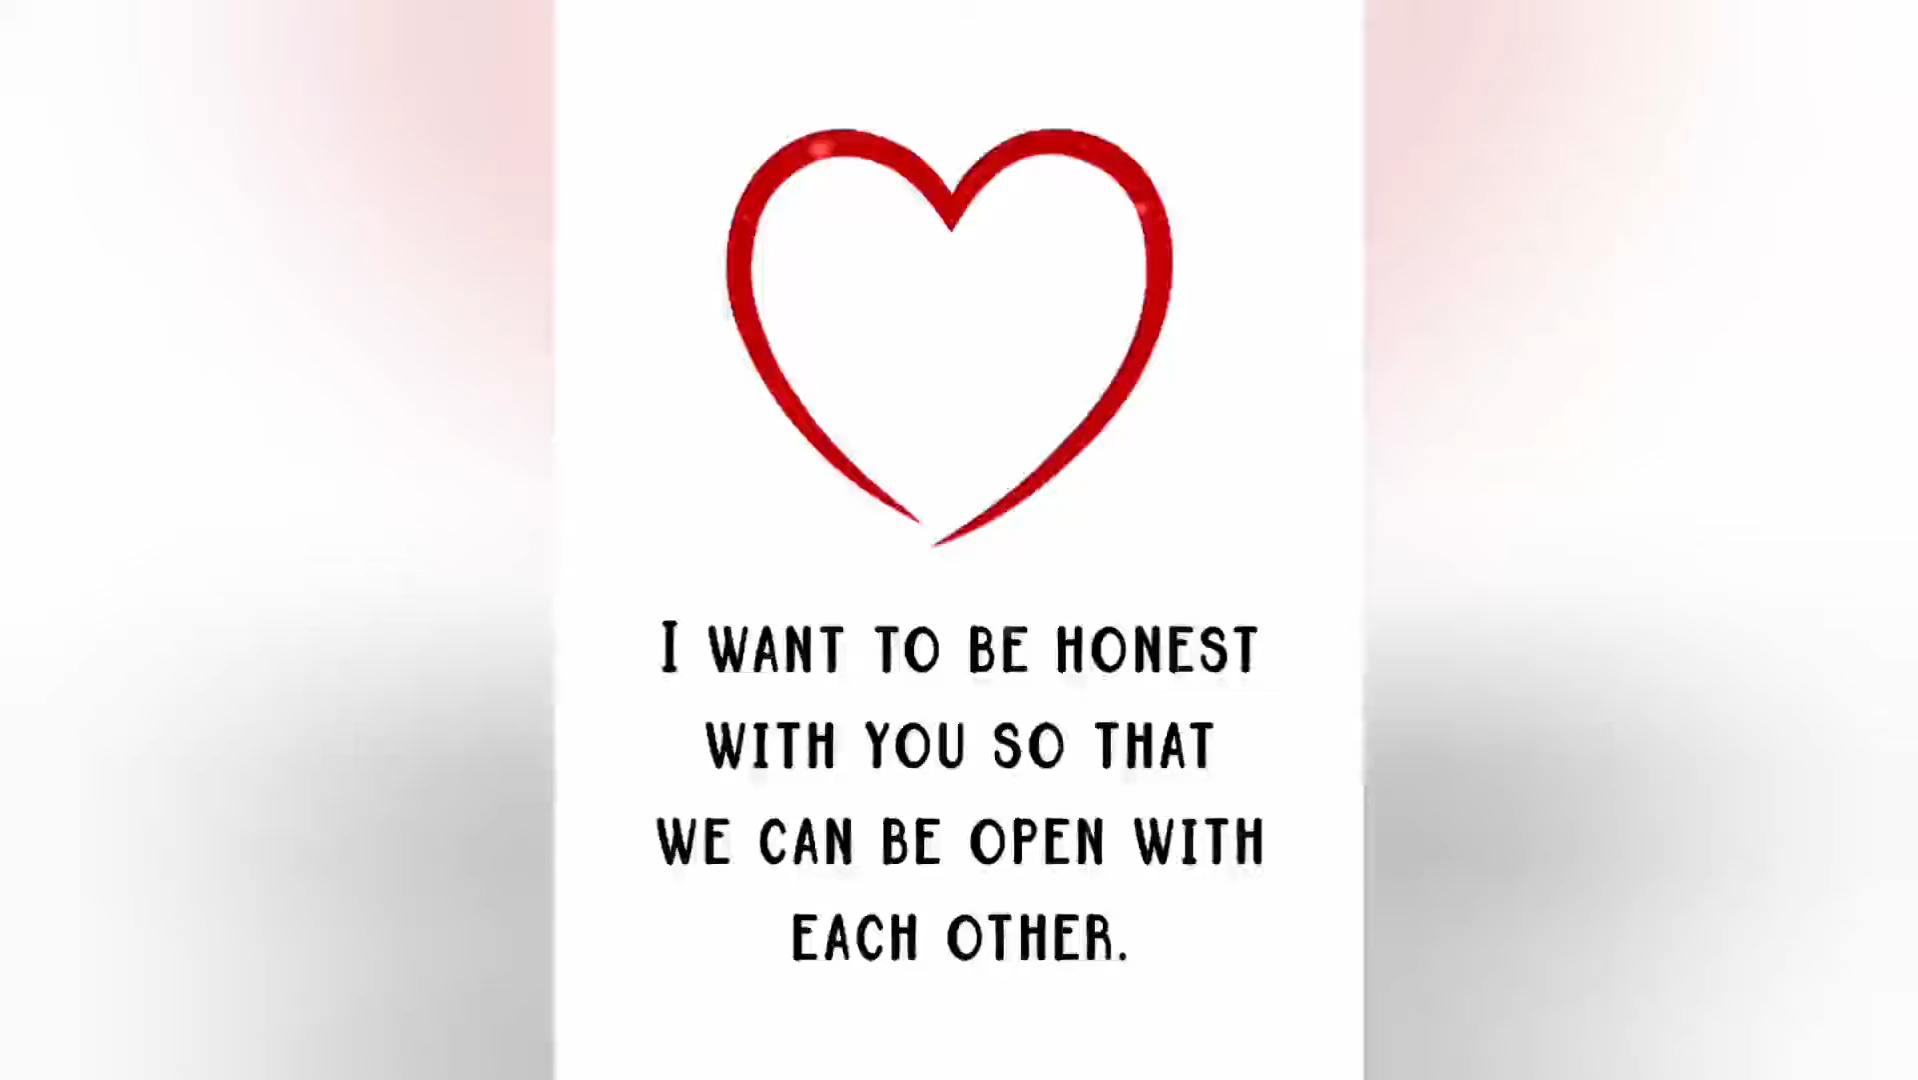 I WANT TO BE HONEST
WITH YOU SO THAT
WE CAN BE OPEN WITH
EACH OTHER.